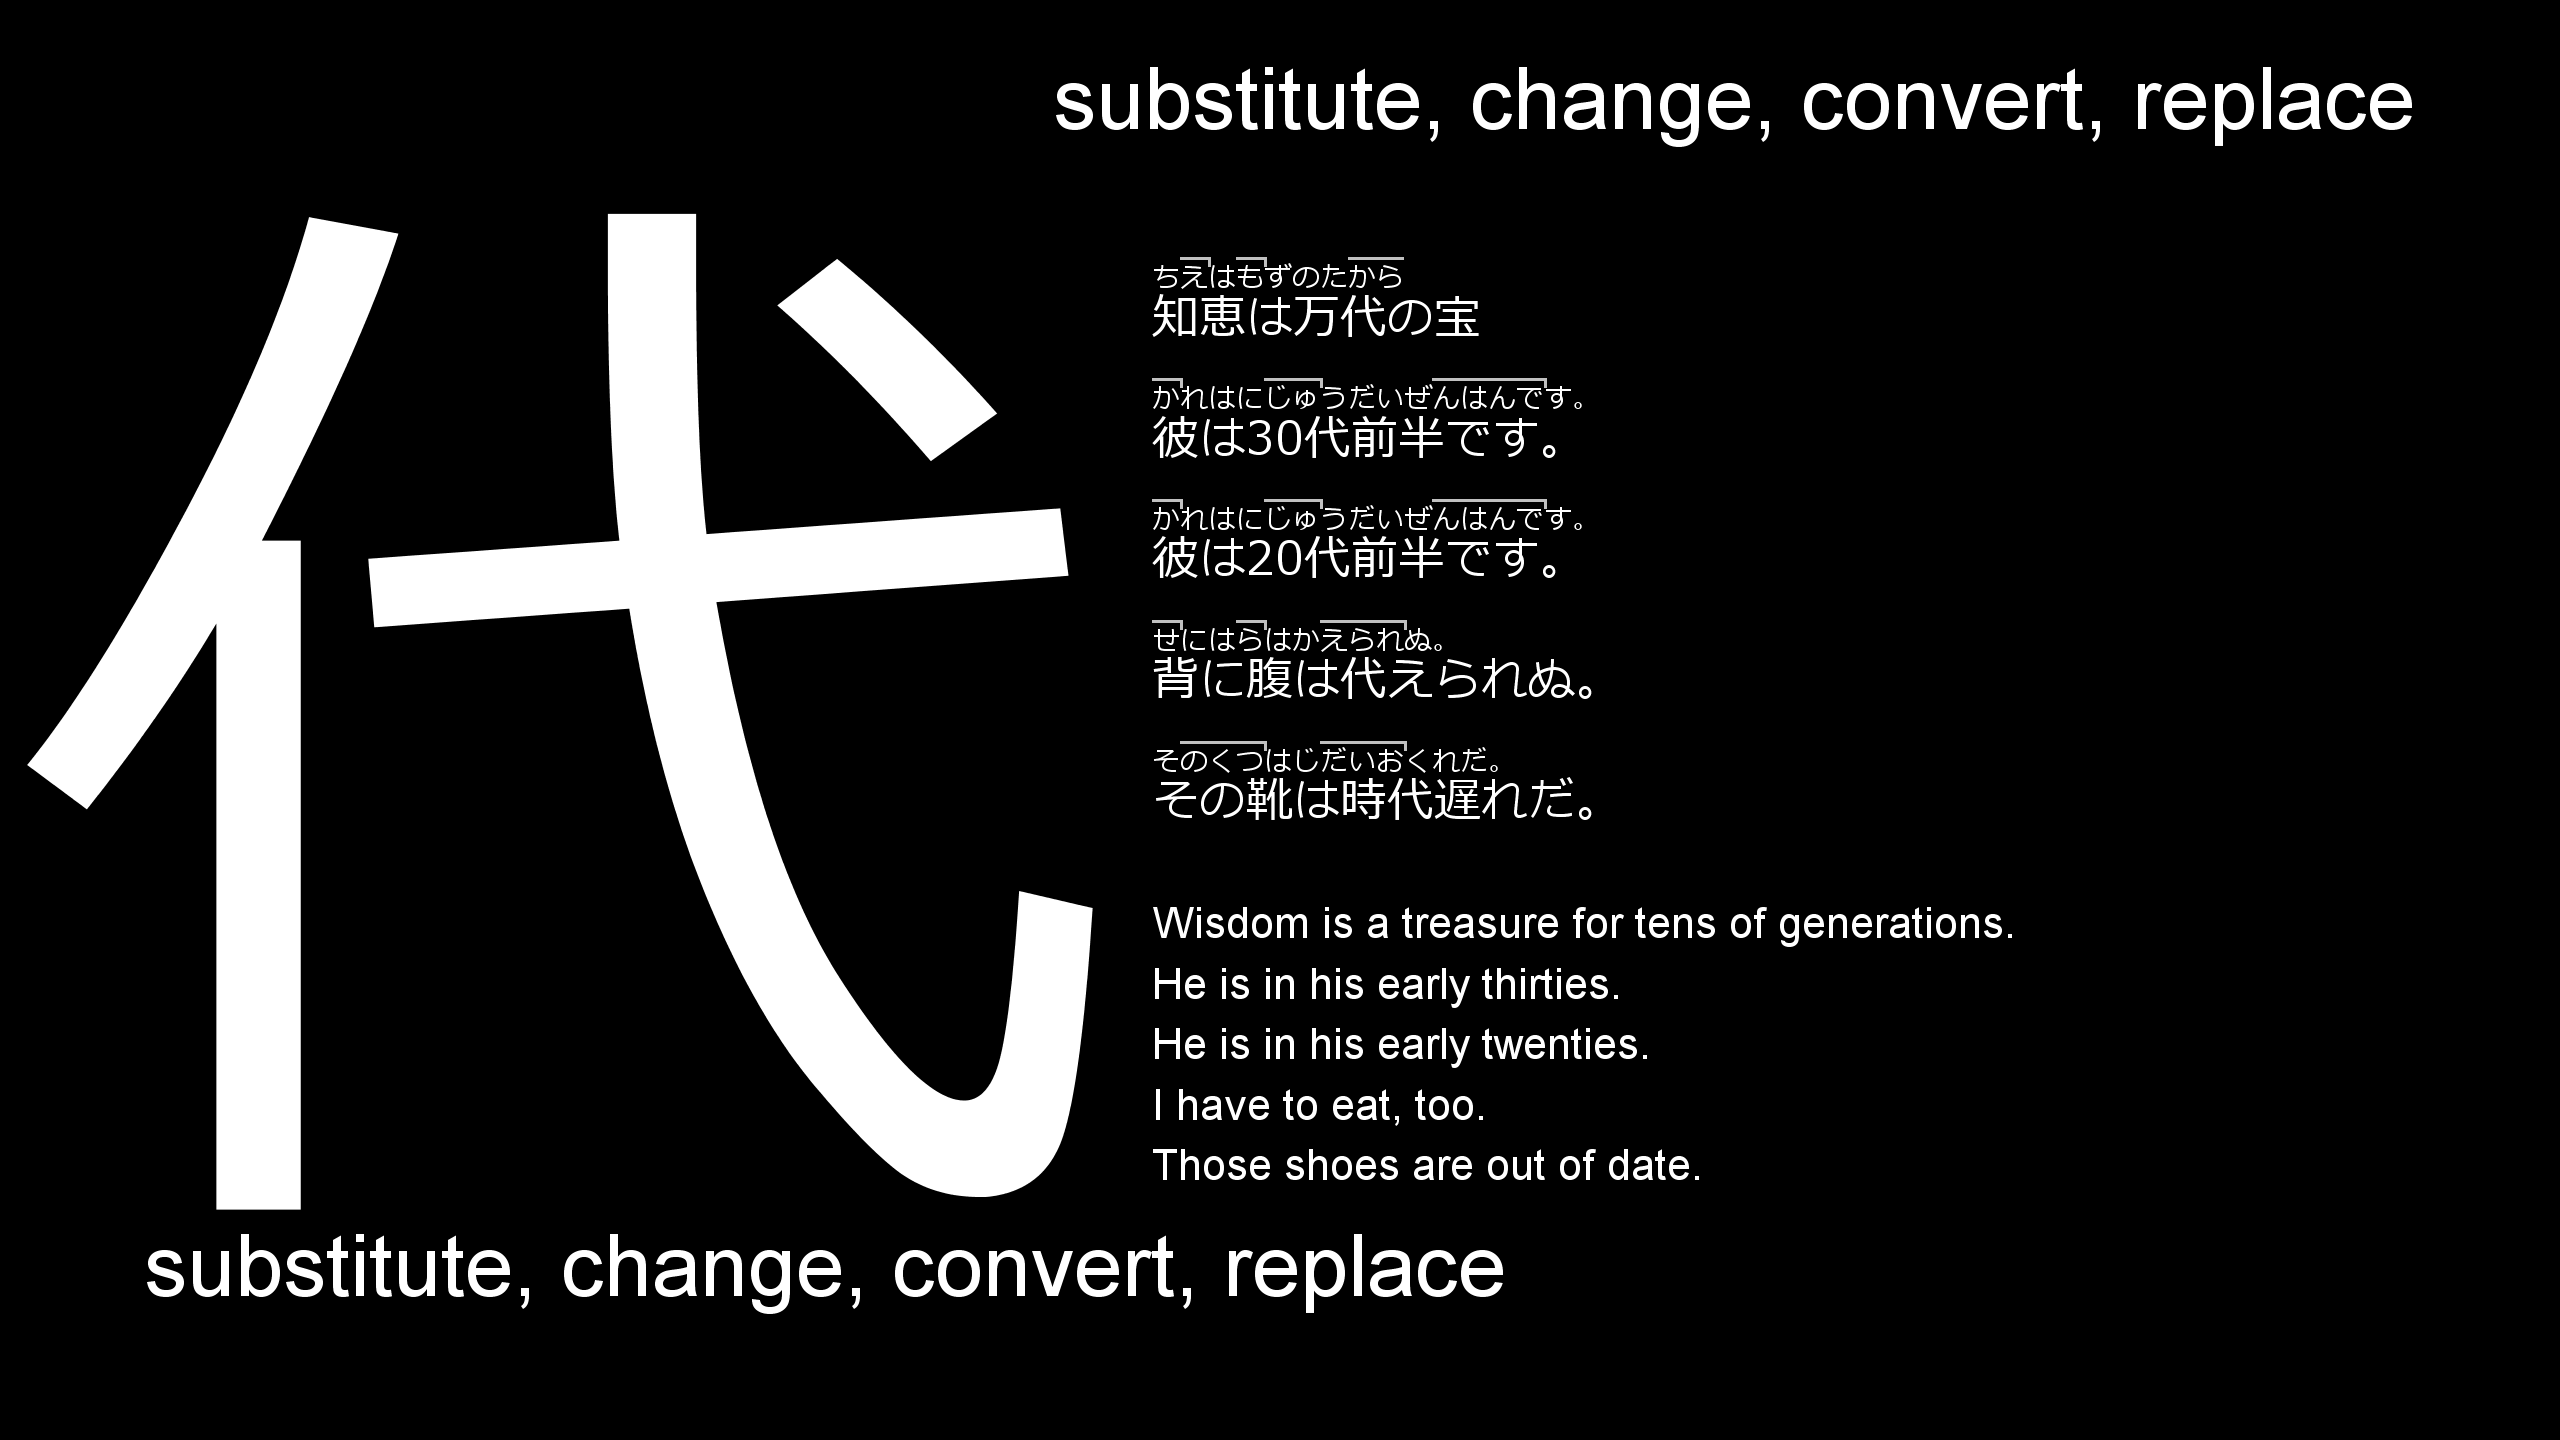 substitute, change, convert, replace
代
ちえはもずのたから
知恵は万代の宝
かれはにじゅうだいぜんはんです。
彼は30代前半です。
かれはにじゅうだいぜんはんです。
彼は20代前半です。
せにはらはかえられぬ。
背に腹は代えられぬ。
そのくつはじだいおくれだ。
その靴は時代遅れだ。
Wisdom is a treasure for tens of generations.
He is in his early thirties.
He is in his early twenties.
I have to eat, too.
Those shoes are out of date.
substitute, change, convert, replace